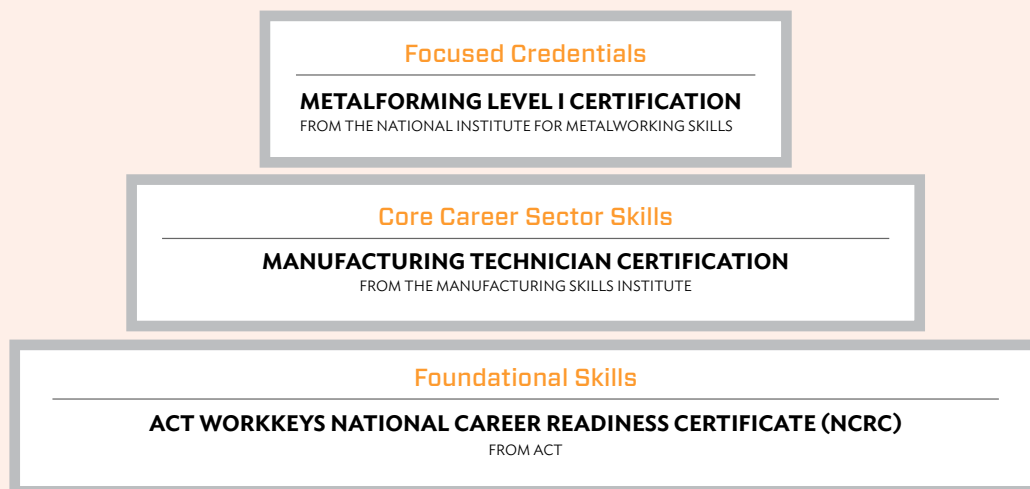 Focused Credentials
METALFORMING LEVEL I CERTIFICATION
FROM THE NATIONAL INSTITUTE FOR METALWORKING SKILLS
Core Career Sector Skills
MANUFACTURING TECHNICIAN CERTIFICATION
FROM THE MANUFACTURING SKILLS INSTITUTE
Foundational Skills
ACT WORKKEYS NATIONAL CAREER READINESS CERTIFICATE (NCRC)
FROM ACT